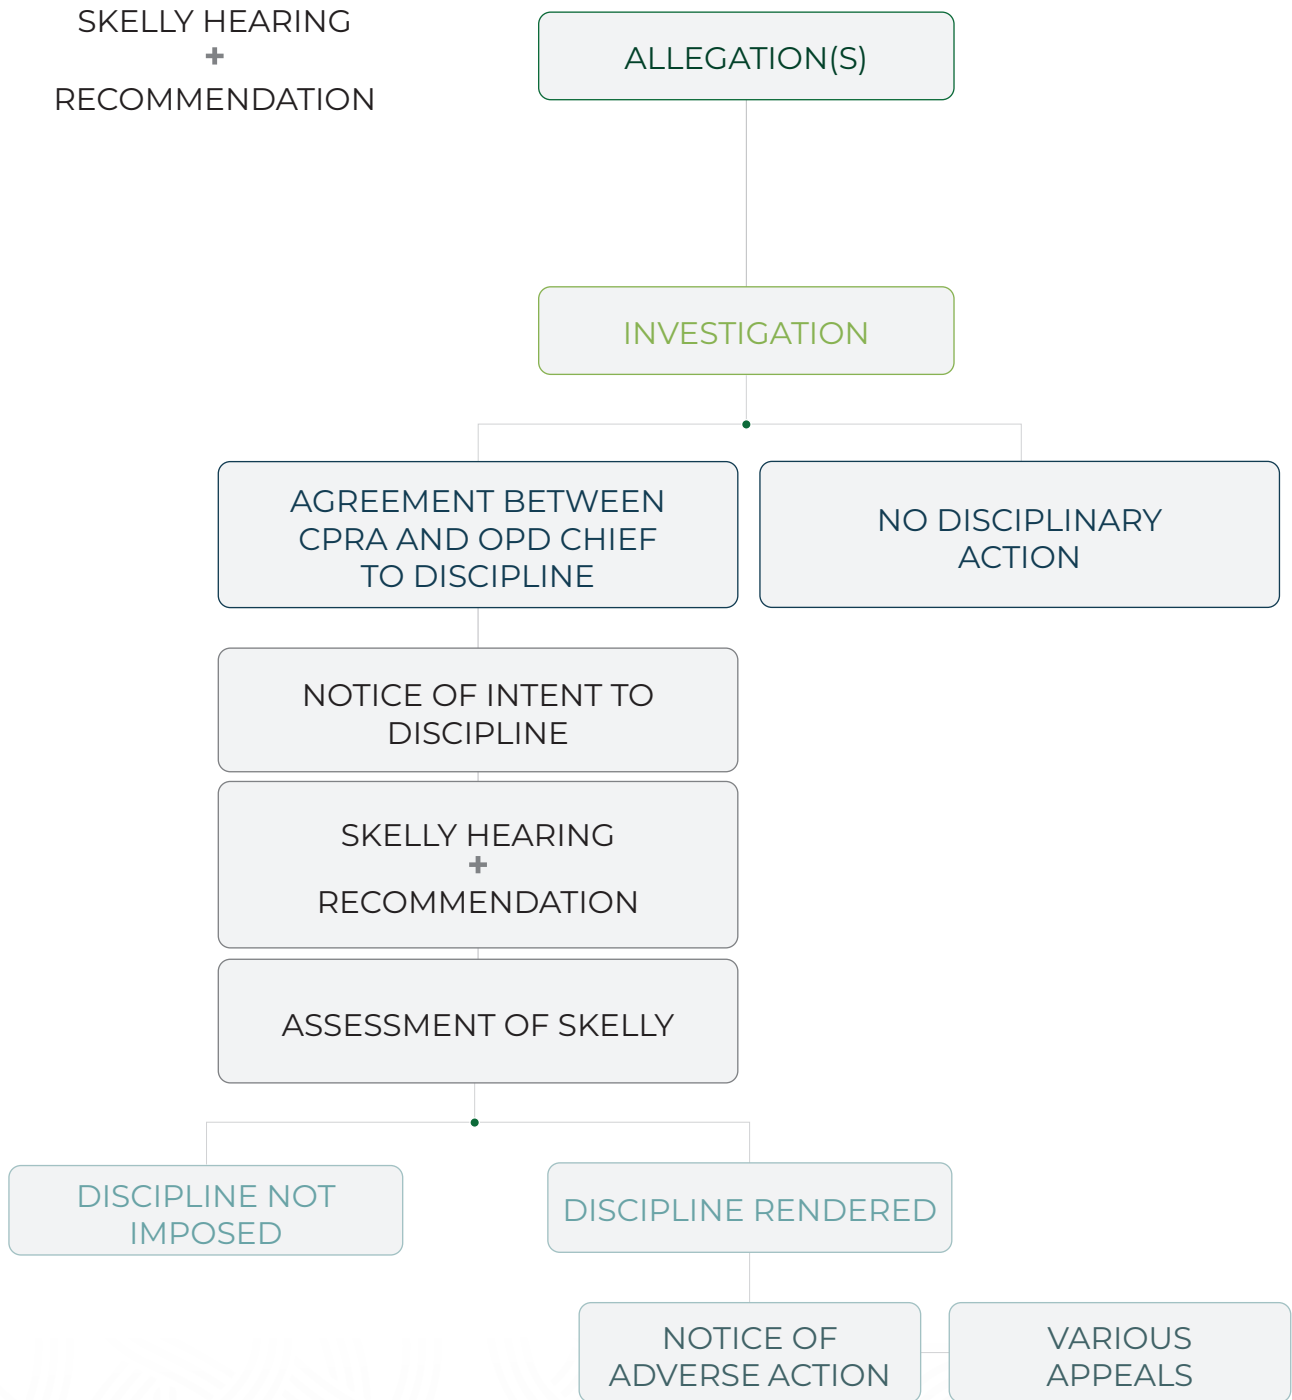 SKELLY HEARING
+
RECOMMENDATION
ALLEGATION(S)
INVESTIGATION
AGREEMENT BETWEEN
CPRA AND OPD CHIEF
TO DISCIPLINE
NO DISCIPLINARY
ACTION
NOTICE OF INTENT TO
DISCIPLINE
SKELLY HEARING
+
RECOMMENDATION
ASSESSMENT OF SKELLY
DISCIPLINE NOT
IMPOSED
DISCIPLINE RENDERED
NOTICE OF
ADVERSE ACTION
VARIOUS
APPEALS